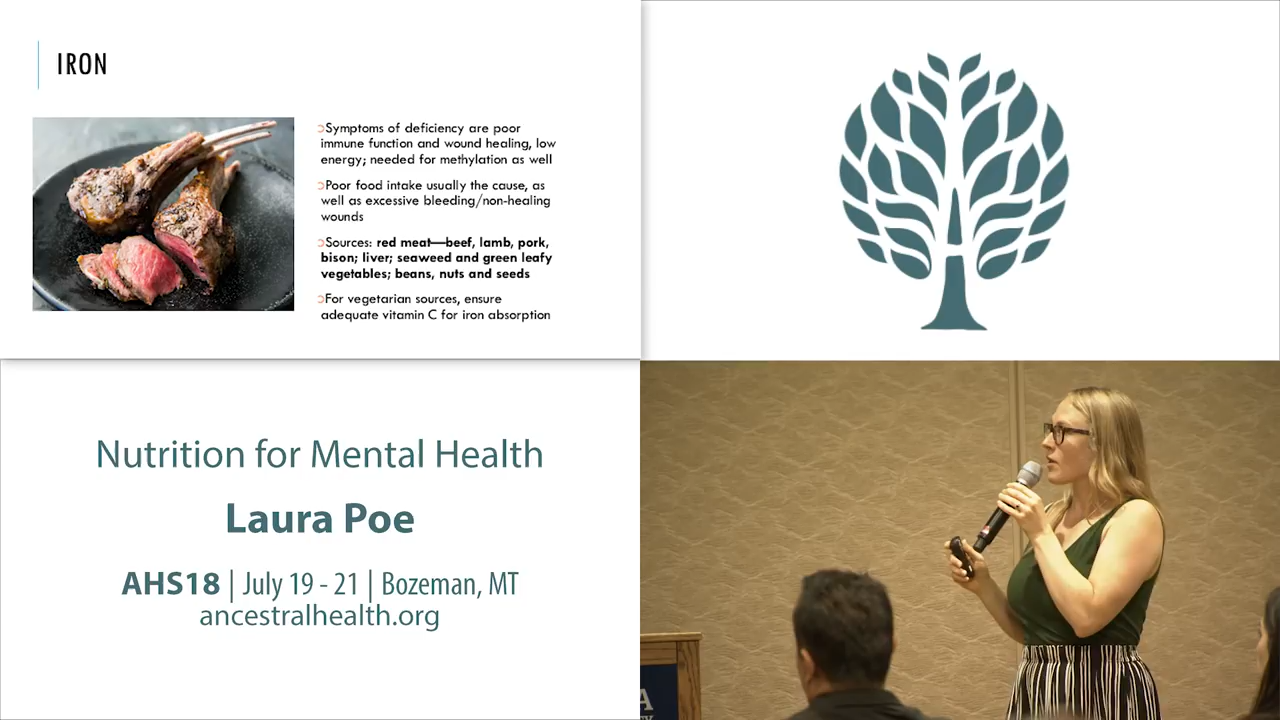 IRON
Symptoms of deficiency are poor
immune function and wound healing, low
energy; needed for methylation as well
Poor food intake usually the cause, as
well as excessive bleeding/non-healing
wounds
Sources: red meat—beef, lamb, pork,
bison; liver; seaweed and green leafy
vegetables; beans, nuts and seeds
For vegetarian sources, ensure
adequate vitamin C for iron absorption
Nutrition for Mental Health
Laura Poe
AHS18 | July 19 - 21 | Bozeman, MT
ancestralhealth.org